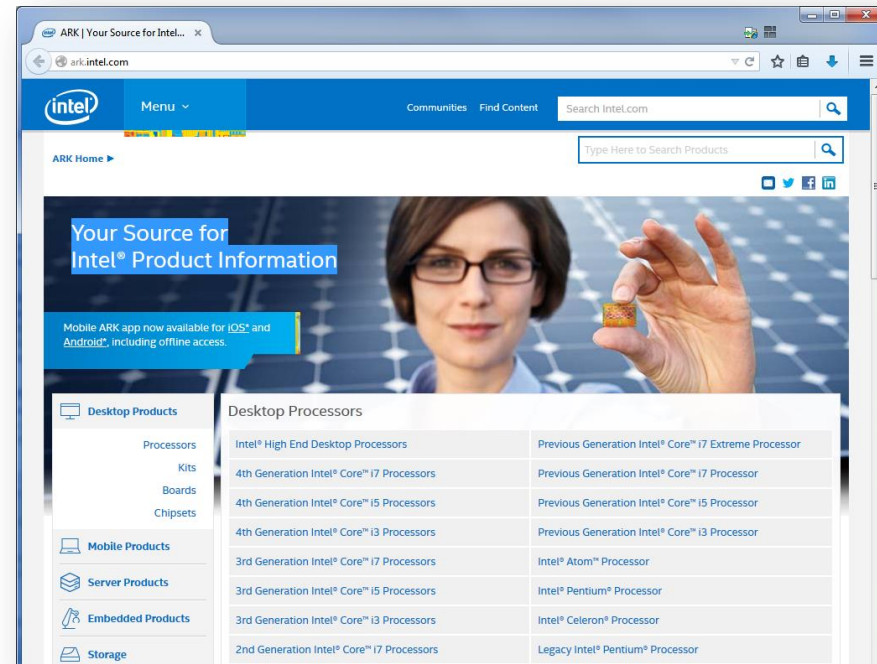 ARK | Your Source for Intel...
ark.intel.com
intel
Menu
Communities
Find Content
Search Intel.com
ARK Home ▶
Type Here to Search Products
Your Source for
Intel® Product Information
Mobile ARK app now available for iOS* and
Android*, including offline access.
Desktop Products
Processors
Kits
Boards
Chipsets
Mobile Products
Server Products
Embedded Products
Storage
Desktop Processors
Intel® High End Desktop Processors
Previous Generation Intel® Core™ i7 Extreme Processor
4th Generation Intel® Core™ i7 Processors
Previous Generation Intel® Core™ i7 Processor
4th Generation Intel® Core™ i5 Processors
Previous Generation Intel® Core™ i5 Processor
4th Generation Intel® Core™ i3 Processors
Previous Generation Intel® Core™ i3 Processor
3rd Generation Intel® Core™ i7 Processors
Intel® Atom™ Processor
3rd Generation Intel® Core™ i5 Processors
Intel® Pentium® Processor
3rd Generation Intel® Core™ i3 Processors
Intel® Celeron® Processor
2nd Generation Intel® Core™ i7 Processors
Legacy Intel® Pentium® Processor